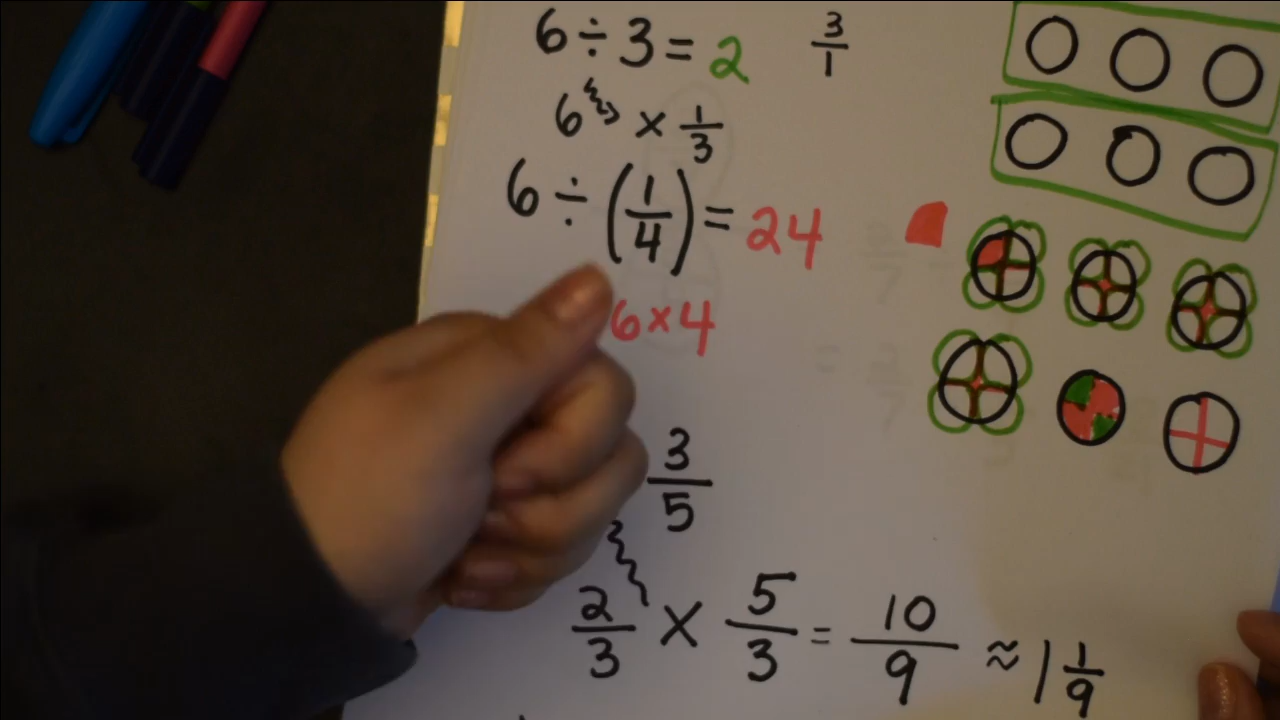 6 ÷ 3 = 2 3/1
6 × 1/3
6 ÷ (1/4) = 24
6 × 4
3/5
2/3 × 5/3 = 10/9 ≈ 1 1/9